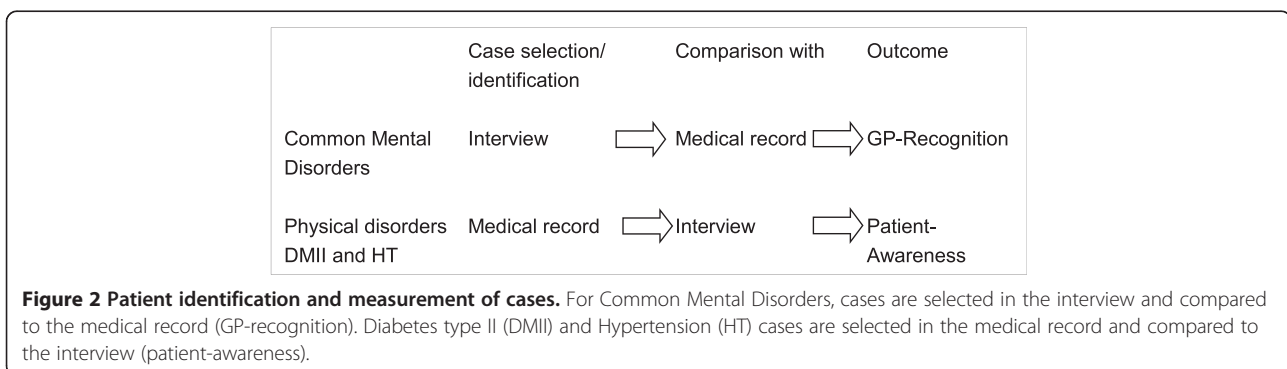 Case selection/ Comparison with Outcome
identification
Common Mental Interview Medical record GP-Recognition
Disorders
Physical disorders Medical record Interview Patient-
DMII and HT Awareness
Figure 2 Patient identification and measurement of cases. For Common Mental Disorders, cases are selected in the interview and compared
to the medical record (GP-recognition). Diabetes type II (DMII) and Hypertension (HT) cases are selected in the medical record and compared to
the interview (patient-awareness).